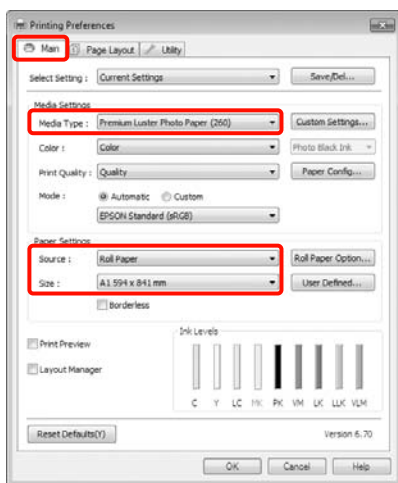 Printing Preferences
Main Page Layout Utility
Select Setting : Current Settings Save/Del...
Media Settings
Media Type : Premium Luster Photo Paper (260) Custom Settings...
Color : Color Photo Black Ink
Print Quality : Quality Paper Config...
Mode : Automatic Custom
EPSON Standard (sRGB)
Paper Settings
Source : Roll Paper Roll Paper Option...
Size : A1 594 x 841 mm User Defined...
Borderless
Ink Levels
Print Preview
Layout Manager
C Y LC MK PK VM LK LLK VLM
Reset Defaults(Y) Version 6.70
OK Cancel Help